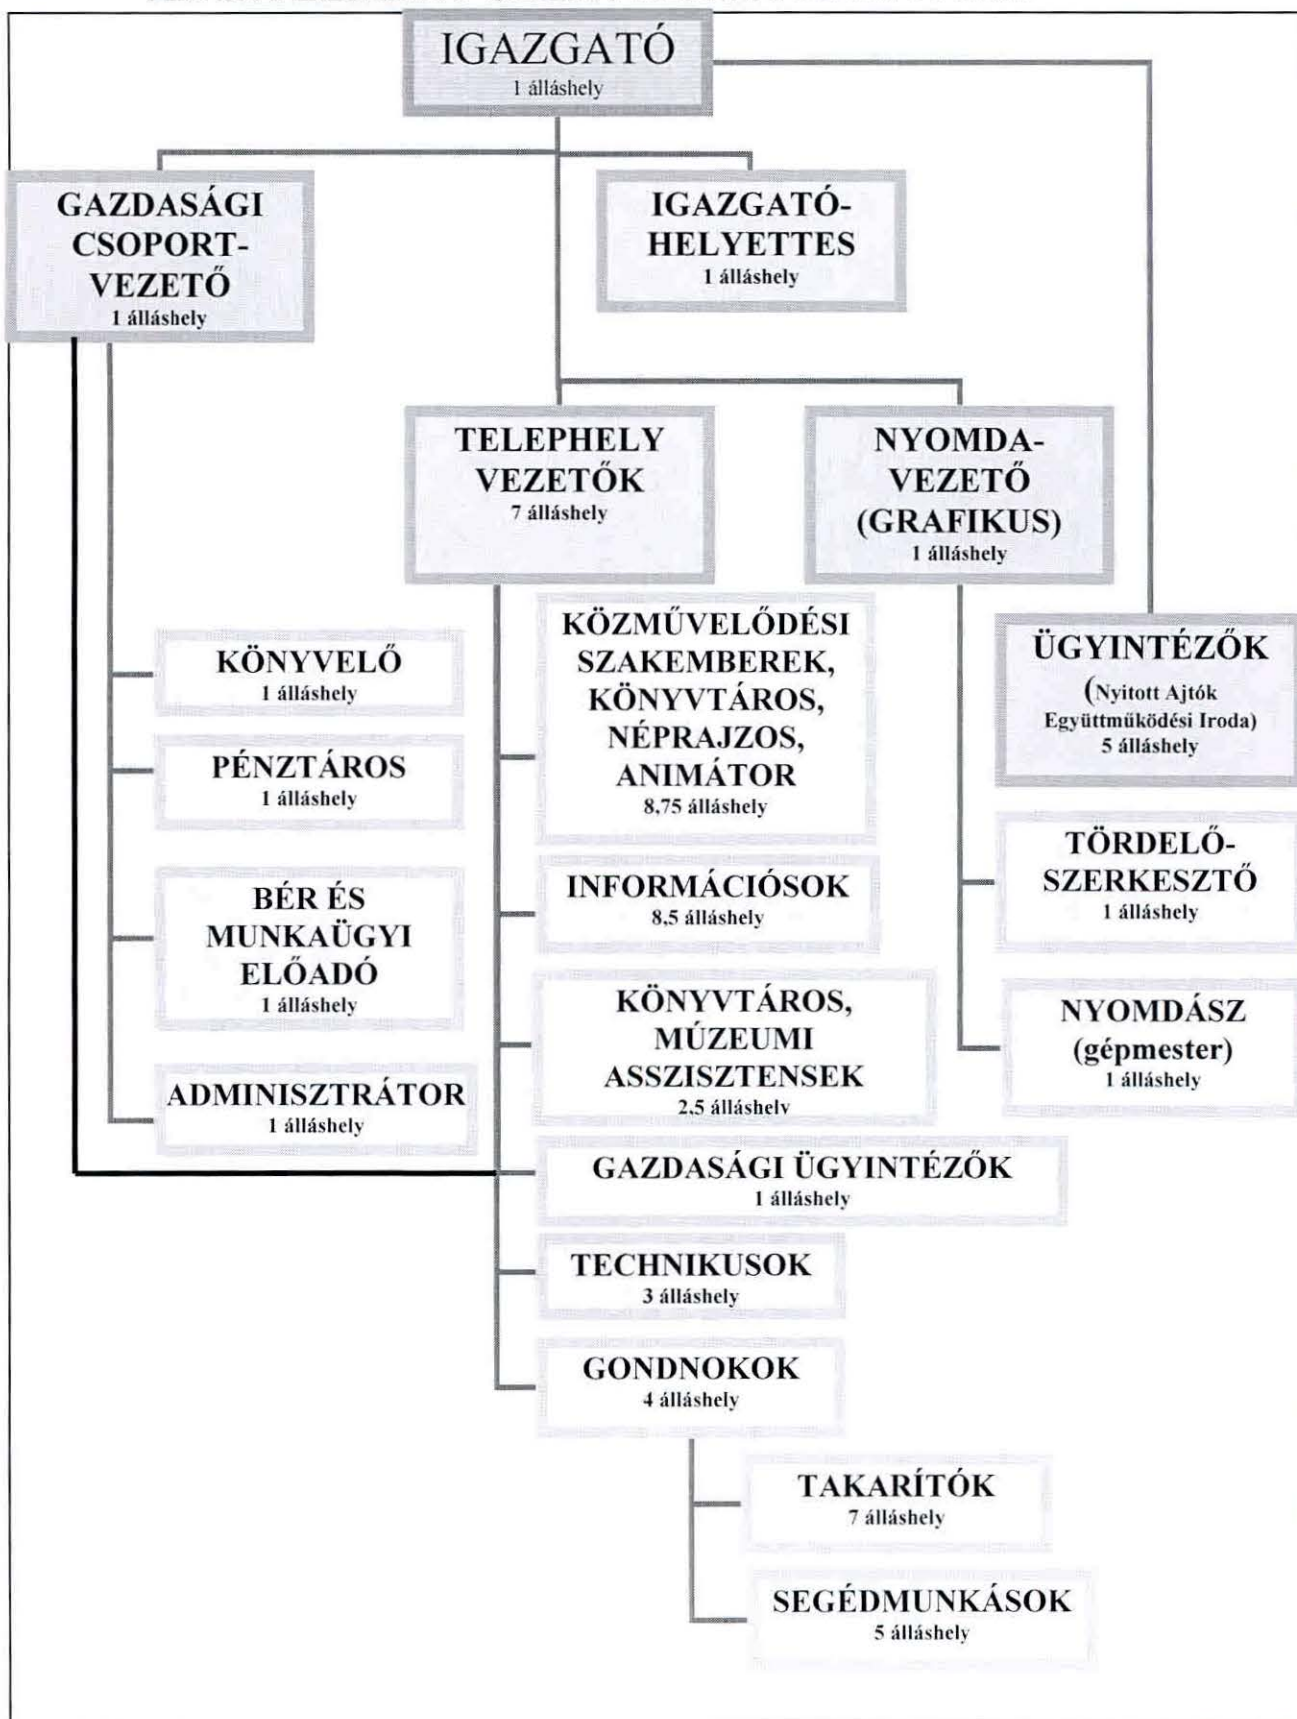 IGAZGATÓ
1 álláshely
GAZDASÁGI
CSOPORT-
VEZETŐ
1 álláshely
IGAZGATÓ-
HELYETTES
1 álláshely
TELEPHELY
VEZETŐK
7 álláshely
NYOMDA-
VEZETŐ
(GRAFIKUS)
1 álláshely
KÖNYVELŐ
1 álláshely
PÉNZTÁROS
1 álláshely
BÉR ÉS
MUNKAÜGYI
ELŐADÓ
1 álláshely
ADMINISZTRÁTOR
1 álláshely
KÖZMŰVELŐDÉSI
SZAKEMBEREK,
KÖNYVTÁROS,
NÉPRAJZOS,
ANIMÁTOR
8,75 álláshely
INFORMÁCIÓSOK
8,5 álláshely
KÖNYVTÁROS,
MÚZEUMI
ASSZISZTENSEK
2,5 álláshely
GAZDASÁGI ÜGYINTÉZŐK
1 álláshely
TECHNIKUSOK
3 álláshely
GONDNOKOK
4 álláshely
TAKARÍTÓK
7 álláshely
SEGÉDMUNKÁSOK
5 álláshely
ÜGYINTÉZŐK
(Nyitott Ajtók
Együttműködési Iroda)
5 álláshely
TÖRDELŐ-
SZERKESZTŐ
1 álláshely
NYOMDÁSZ
(gépmester)
1 álláshely